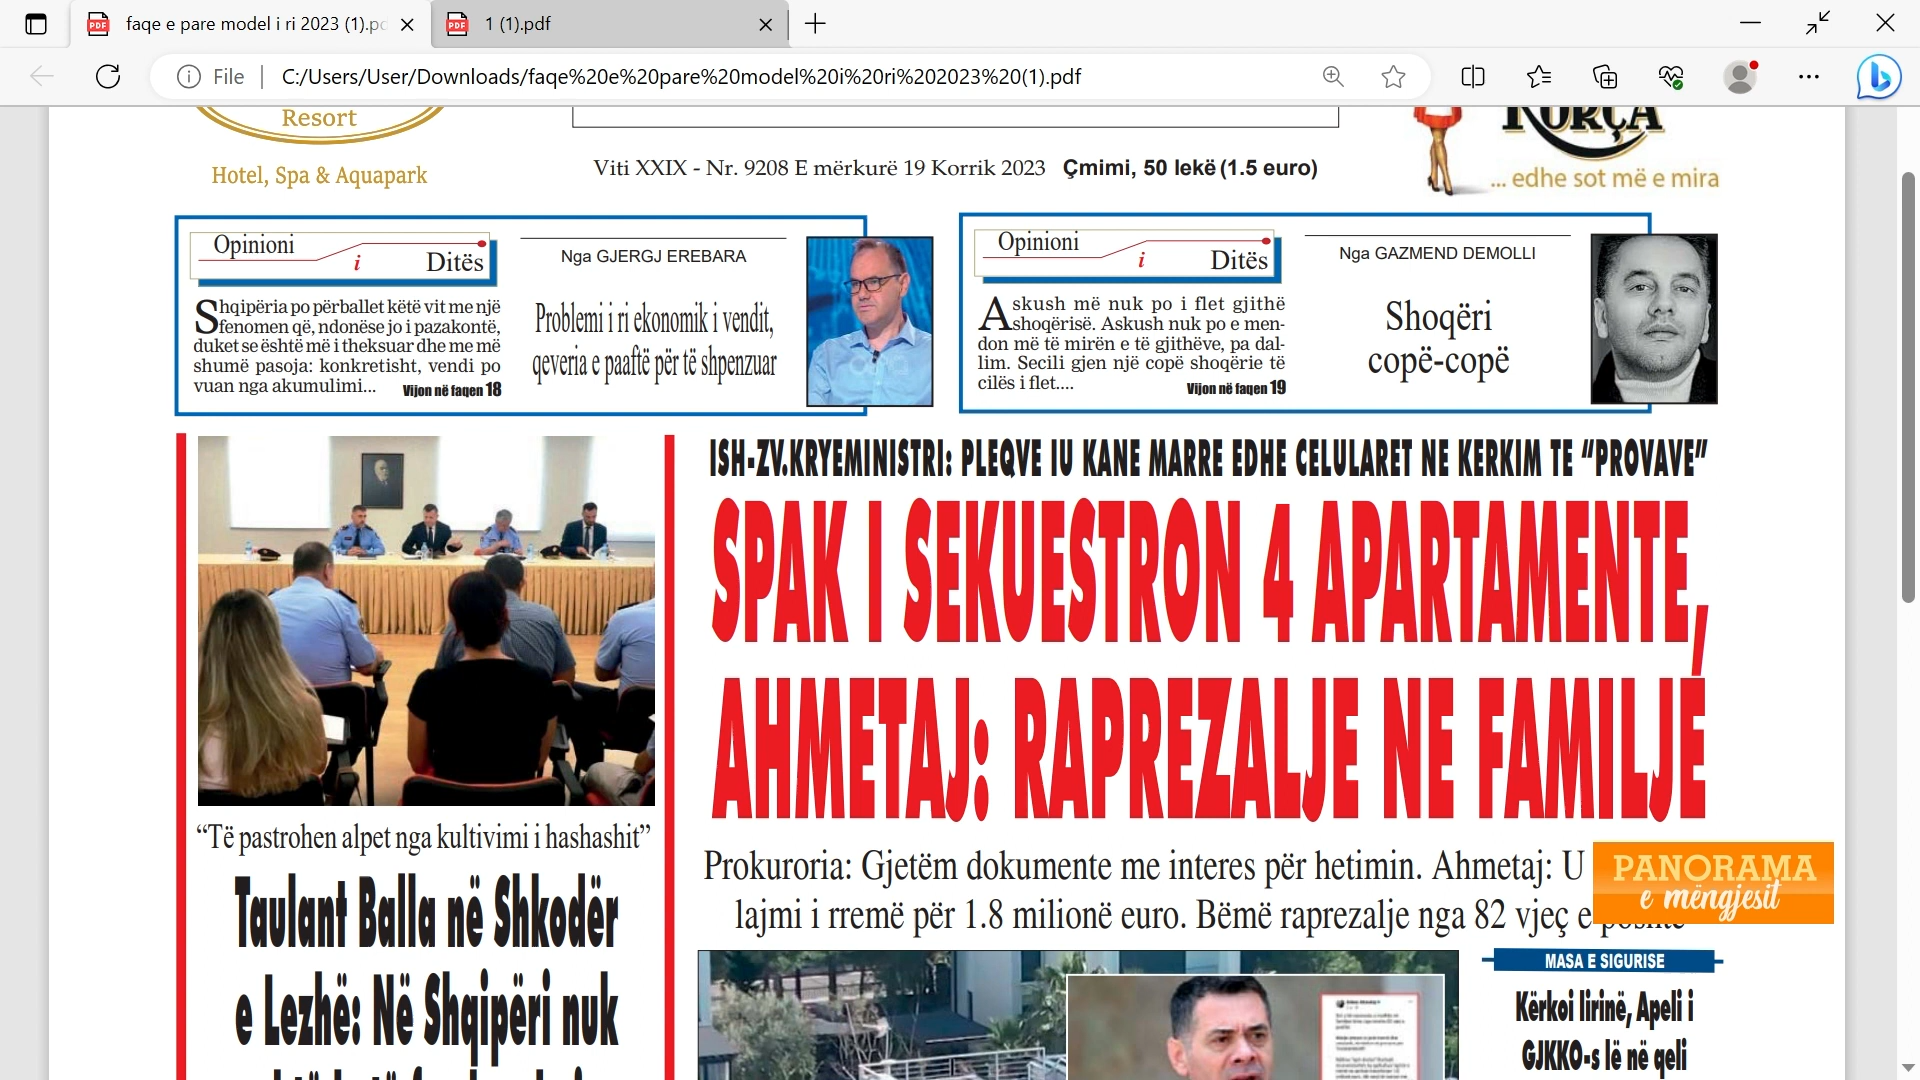 faqe e pare model i ri 2023 (1).pd
1 (1).pdf
File
C:/Users/User/Downloads/faqe%20e%20pare%20model%20i%20ri%202023%20(1).pdf
Resort
Hotel, Spa & Aquapark
Viti XXIX - Nr. 9208 E mërkurë 19 Korrik 2023 Çmimi, 50 lekë (1.5 euro)
KORÇA
... edhe sot më e mira
Opinioni
i
Ditës
Shqipëria po përballet këtë vit me një
fenomen që, ndonëse jo i pazakontë,
duket se është më i theksuar dhe me më
shumë pasoja: konkretisht, vendi po
vuan nga akumulimi... Vijon në faqen 18
Nga GJERGJ EREBARA
Problemi i ri ekonomik i vendit,
qeveria e paaftë për të shpenzuar
Opinioni
i
Ditës
Askush më nuk po i flet gjithë
shoqërisë. Askush nuk po e men-
don më të mirën e të gjithëve, pa dal-
lim. Secili gjen një copë shoqërie të
cilës i flet.... Vijon në faqen 19
Nga GAZMEND DEMOLLI
Shoqëri
copë-copë
"Të pastrohen alpet nga kultivimi i hashashit"
Taulant Balla në Shkodër
e Lezhë: Në Shqipëri nuk
ISH-ZV.KRYEMINISTRI: PLEQVE IU KANE MARRE EDHE CELULARET NE KERKIM TE "PROVAVE"
SPAK I SEKUESTRON 4 APARTAMENTE,
AHMETAJ: RAPREZALJE NE FAMILJE
Prokuroria: Gjetëm dokumente me interes për hetimin. Ahmetaj: U
lajmi i rremë për 1.8 milionë euro. Bëmë raprezalje nga 82 vjeç e poshtë
PANORAMA
e mëngjesit
MASA E SIGURISE
Kërkoi lirinë, Apeli i
GJKKO-s lë në qeli